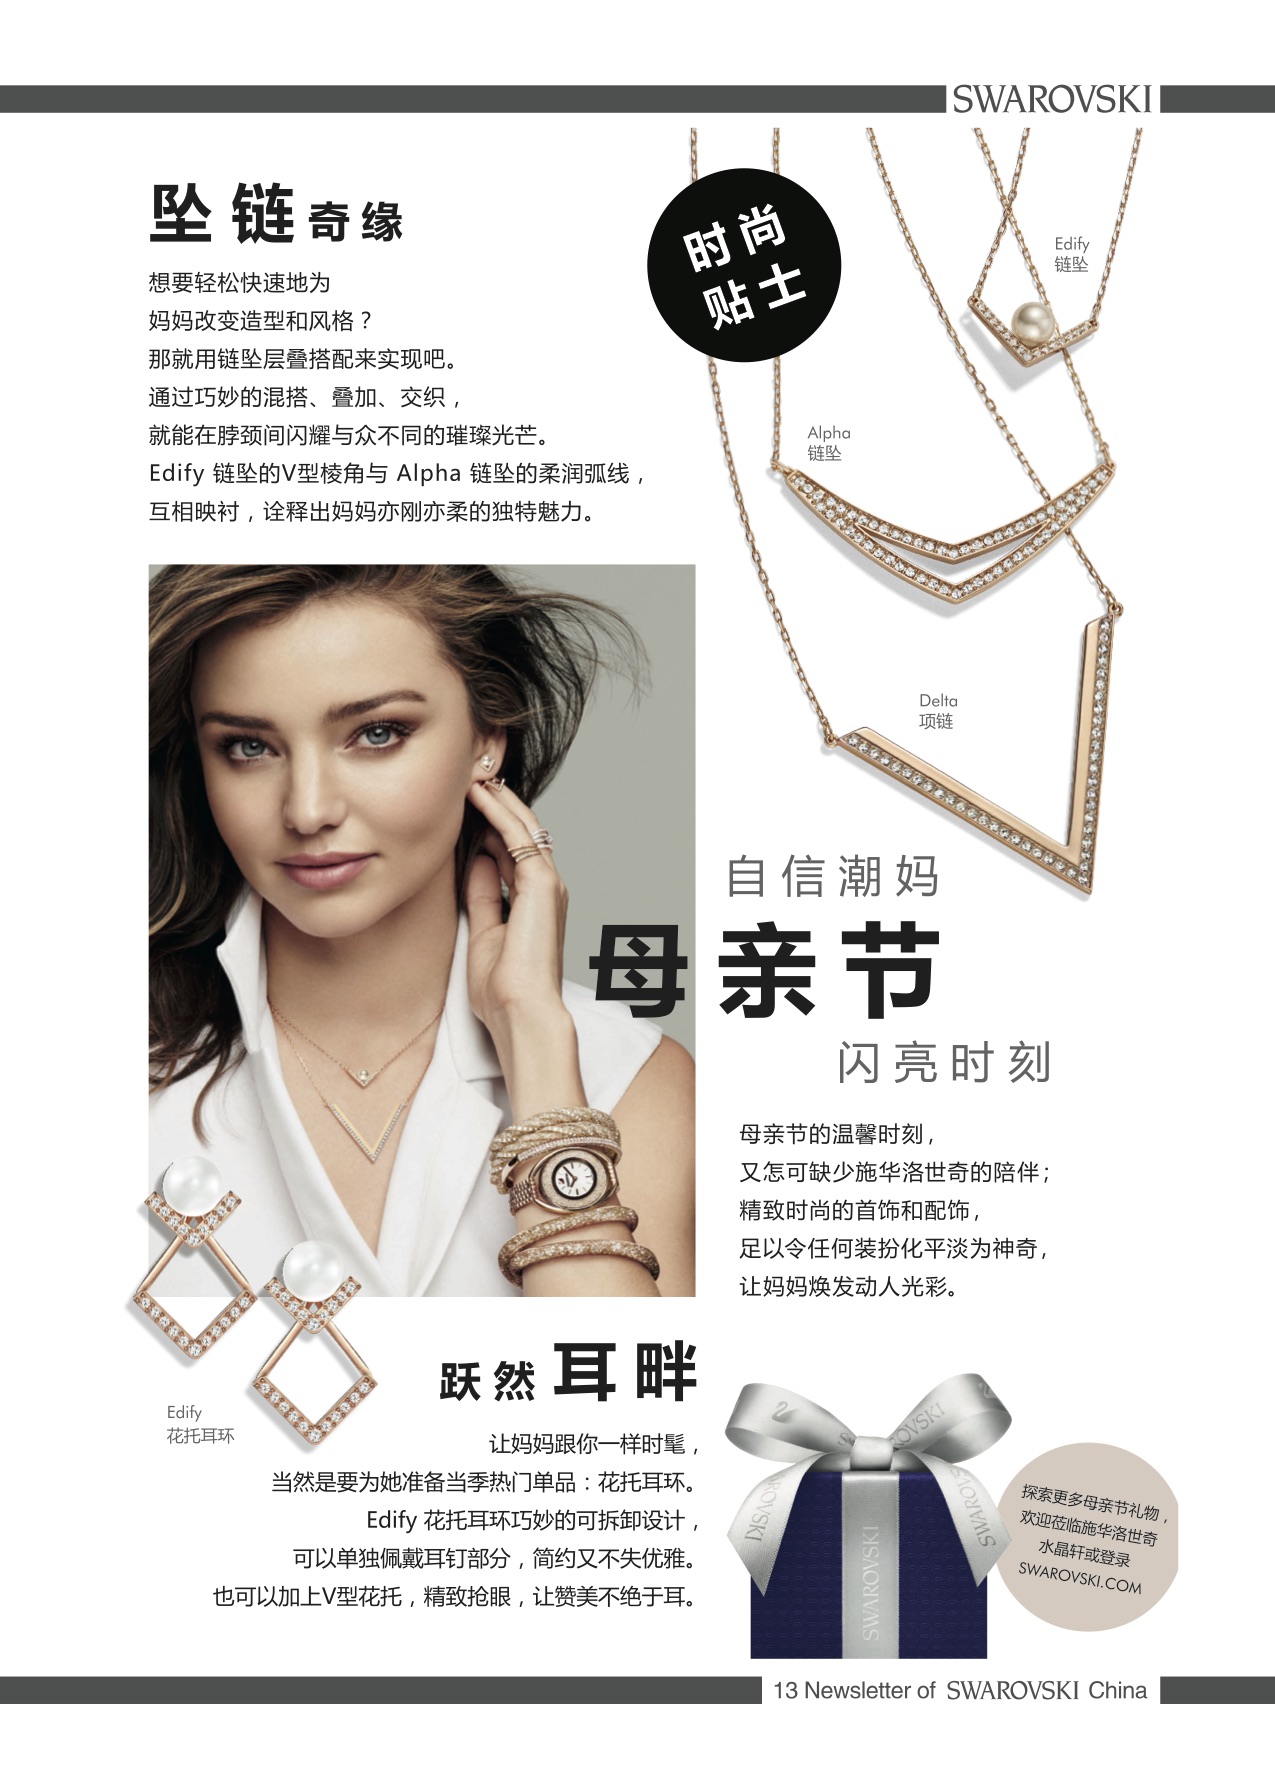 SWAROVSKI
坠链奇缘
想要轻松快速地为
妈妈改变造型和风格？
那就用链坠层叠搭配来实现吧。
通过巧妙的混搭、叠加、交织，
就能在脖颈间闪耀与众不同的璀璨光芒。
Edify 链坠的V型棱角与 Alpha 链坠的柔润弧线，
互相映衬，诠释出妈妈亦刚亦柔的独特魅力。
时尚
贴士
Edify
链坠
Alpha
链坠
Delta
项链
自信潮妈
母亲节
闪亮时刻
母亲节的温馨时刻，
又怎可缺少施华洛世奇的陪伴；
精致时尚的首饰和配饰，
足以令任何装扮化平淡为神奇，
让妈妈焕发动人光彩。
Edify
花托耳环
跃然耳畔
让妈妈跟你一样时髦，
当然是要为她准备当季热门单品：花托耳环。
Edify 花托耳环巧妙的可拆卸设计，
可以单独佩戴耳钉部分，简约又不失优雅。
也可以加上V型花托，精致抢眼，让赞美不绝于耳。
SWAROVSKI
SWAROVSKI
SWAROVSKI
SWAROVSKI
探索更多母亲节礼物，
欢迎莅临施华洛世奇
水晶轩或登录
SWAROVSKI.COM
13 Newsletter of SWAROVSKI China